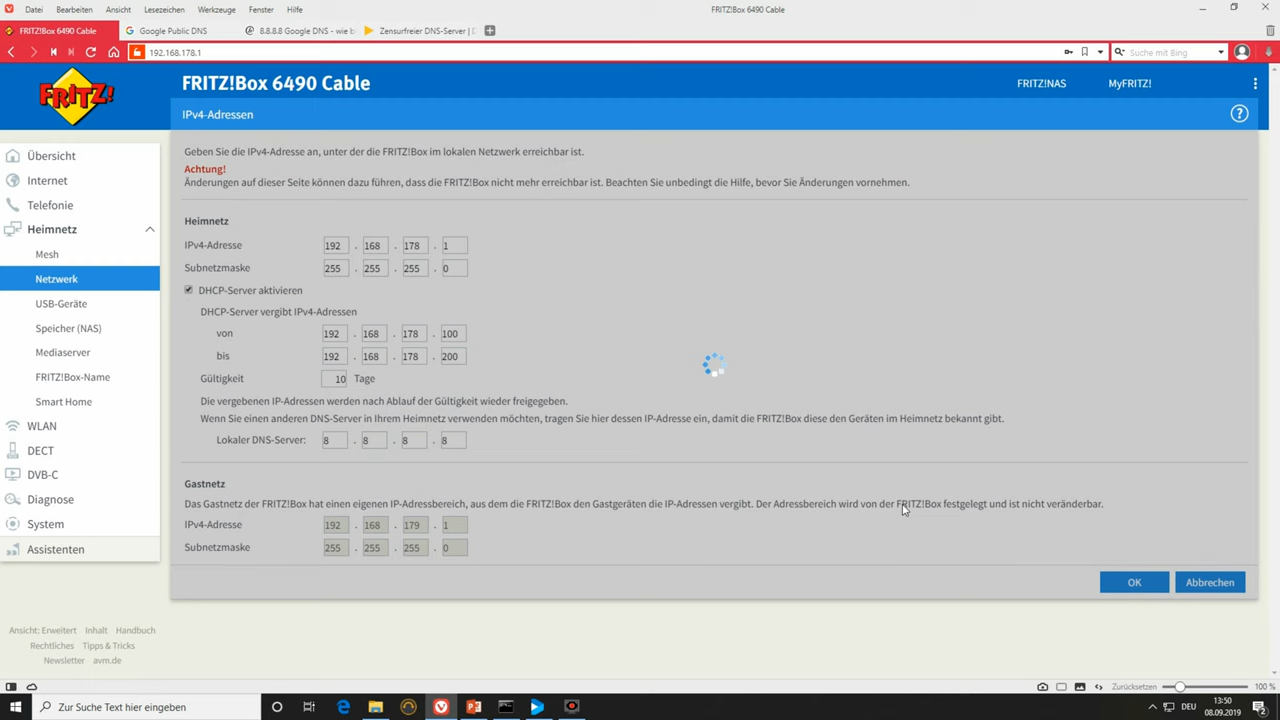 Datei Bearbeiten Ansicht Lesezeichen Werkzeuge Fenster Hilfe FRITZ!Box 6490 Cable
FRITZ!Box 6490 Cable Google Public DNS @ 8.8.8.8 Google DNS - wie b Zensurfreier DNS-Server |
192.168.178.1 Suche mit Bing
FRITZ!
FRITZ!Box 6490 Cable FRITZ!NAS MyFRITZ!
IPv4-Adressen ?
Übersicht
Internet
Telefonie
Heimnetz
Mesh
Netzwerk
USB-Geräte
Speicher (NAS)
Mediaserver
FRITZ!Box-Name
Smart Home
WLAN
DECT
DVB-C
Diagnose
System
Assistenten
Ansicht: Erweitert Inhalt Handbuch
Rechtliches Tipps & Tricks
Newsletter avm.de
Geben Sie die IPv4-Adresse an, unter der die FRITZ!Box im lokalen Netzwerk erreichbar ist.
Achtung!
Änderungen auf dieser Seite können dazu führen, dass die FRITZ!Box nicht mehr erreichbar ist. Beachten Sie unbedingt die Hilfe, bevor Sie Änderungen vornehmen.
Heimnetz
IPv4-Adresse 192 . 168 . 178 . 1
Subnetzmaske 255 . 255 . 255 . 0
DHCP-Server aktivieren
DHCP-Server vergibt IPv4-Adressen
von 192 . 168 . 178 . 100
bis 192 . 168 . 178 . 200
Gültigkeit 10 Tage
Die vergebenen IP-Adressen werden nach Ablauf der Gültigkeit wieder freigegeben.
Wenn Sie einen anderen DNS-Server in Ihrem Heimnetz verwenden möchten, tragen Sie hier dessen IP-Adresse ein, damit die FRITZ!Box diese den Geräten im Heimnetz bekannt gibt.
Lokaler DNS-Server: 8 . 8 . 8 . 8
Gastnetz
Das Gastnetz der FRITZ!Box hat einen eigenen IP-Adressbereich, aus dem die FRITZ!Box den Gastgeräten die IP-Adressen vergibt. Der Adressbereich wird von der FRITZ!Box festgelegt und ist nicht veränderbar.
IPv4-Adresse 192 . 168 . 179 . 1
Subnetzmaske 255 . 255 . 255 . 0
OK Abbrechen
Zurücksetzen 100 %
Zur Suche Text hier eingeben DEU 13:50
08.09.2019 2